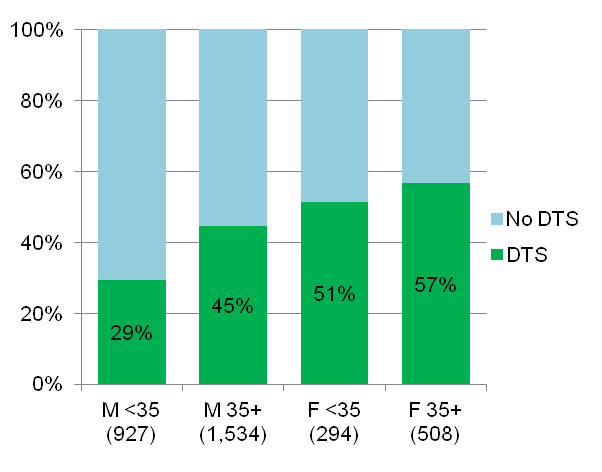 100%
80%
60%
40%
20%
0%
29%
45%
51%
57%
No DTS
DTS
M <35
(927)
M 35+
(1,534)
F <35
(294)
F 35+
(508)